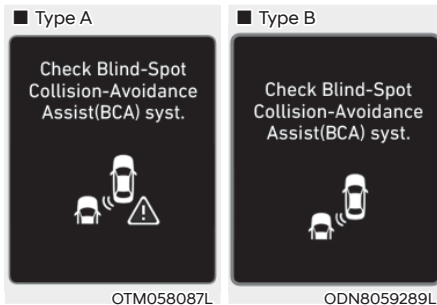 ■ Type A
Check Blind-Spot
Collision-Avoidance
Assist(BCA) syst.
OTM058087L
■ Type B
Check Blind-Spot
Collision-Avoidance
Assist(BCA) syst.
ODN8059289L